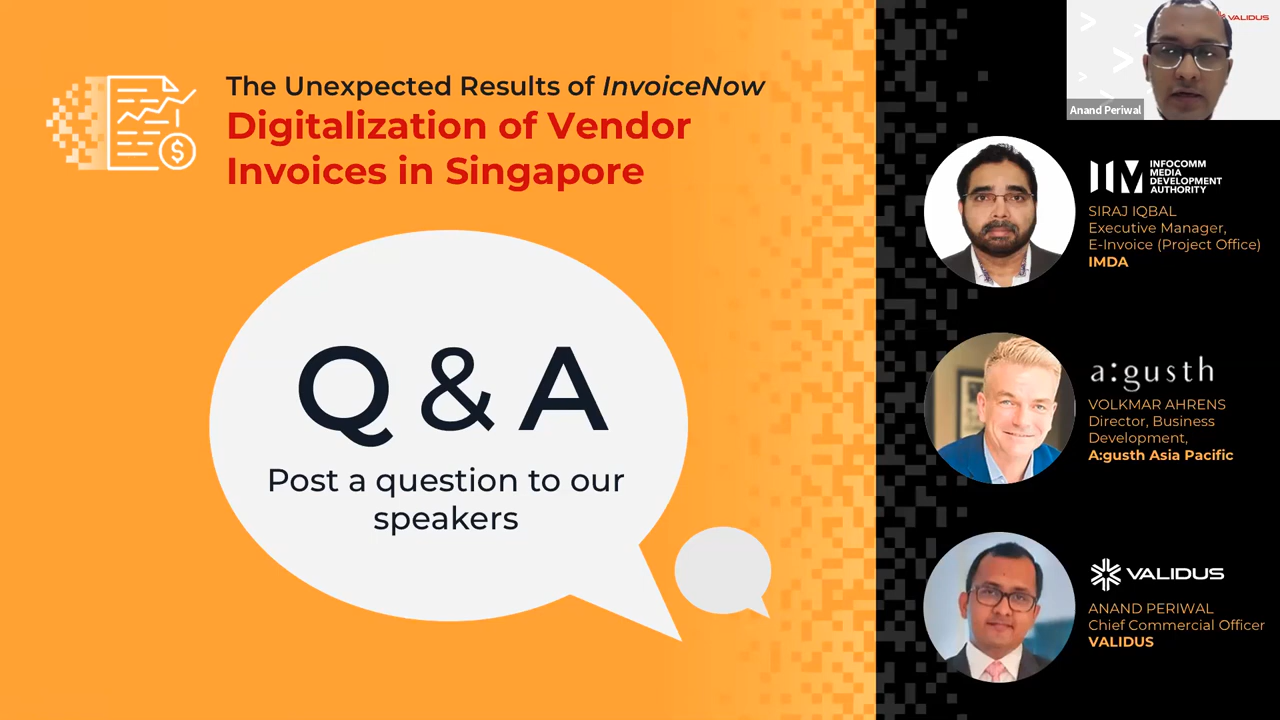 The Unexpected Results of InvoiceNow
Digitalization of Vendor
Invoices in Singapore
$
Q & A
Post a question to our
speakers
VALIDUS
Anand Periwal
INFOCOMM
MEDIA
DEVELOPMENT
AUTHORITY
SIRAJ IQBAL
Executive Manager,
E-Invoice (Project Office)
IMDA
a:gusth
VOLKMAR AHRENS
Director, Business
Development,
A:gusth Asia Pacific
VALIDUS
ANAND PERIWAL
Chief Commercial Officer
VALIDUS